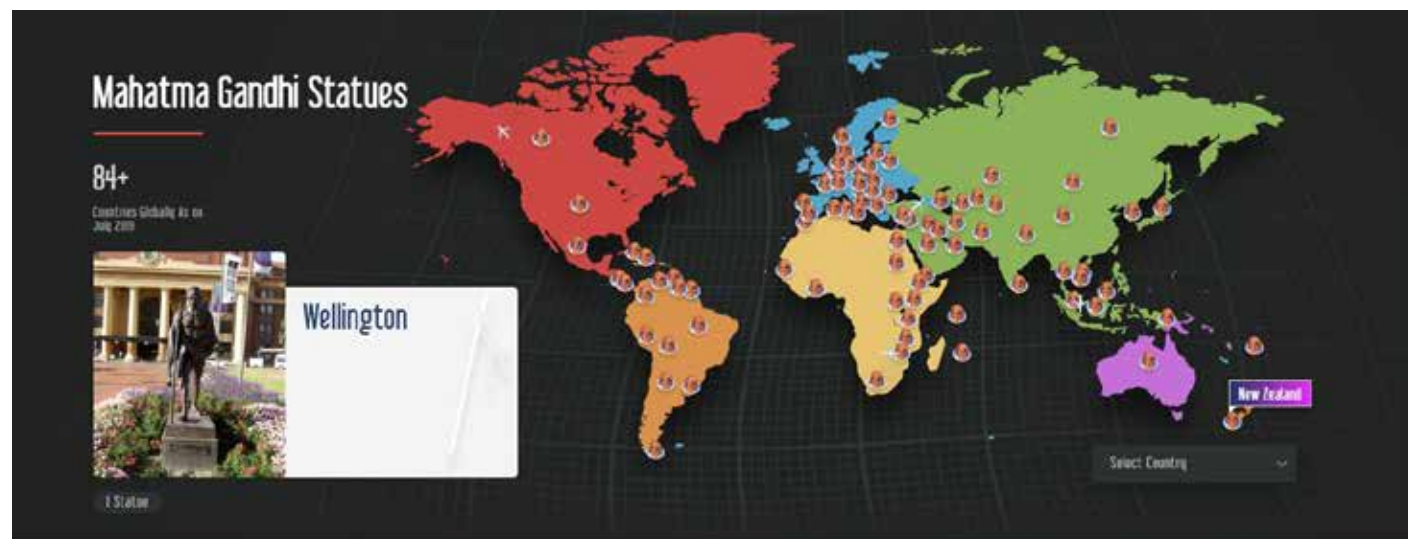 Mahatma Gandhi Statues
84+
Countries Globally As on
July 2019
Wellington
1 Statue
New Zealand
Select Country